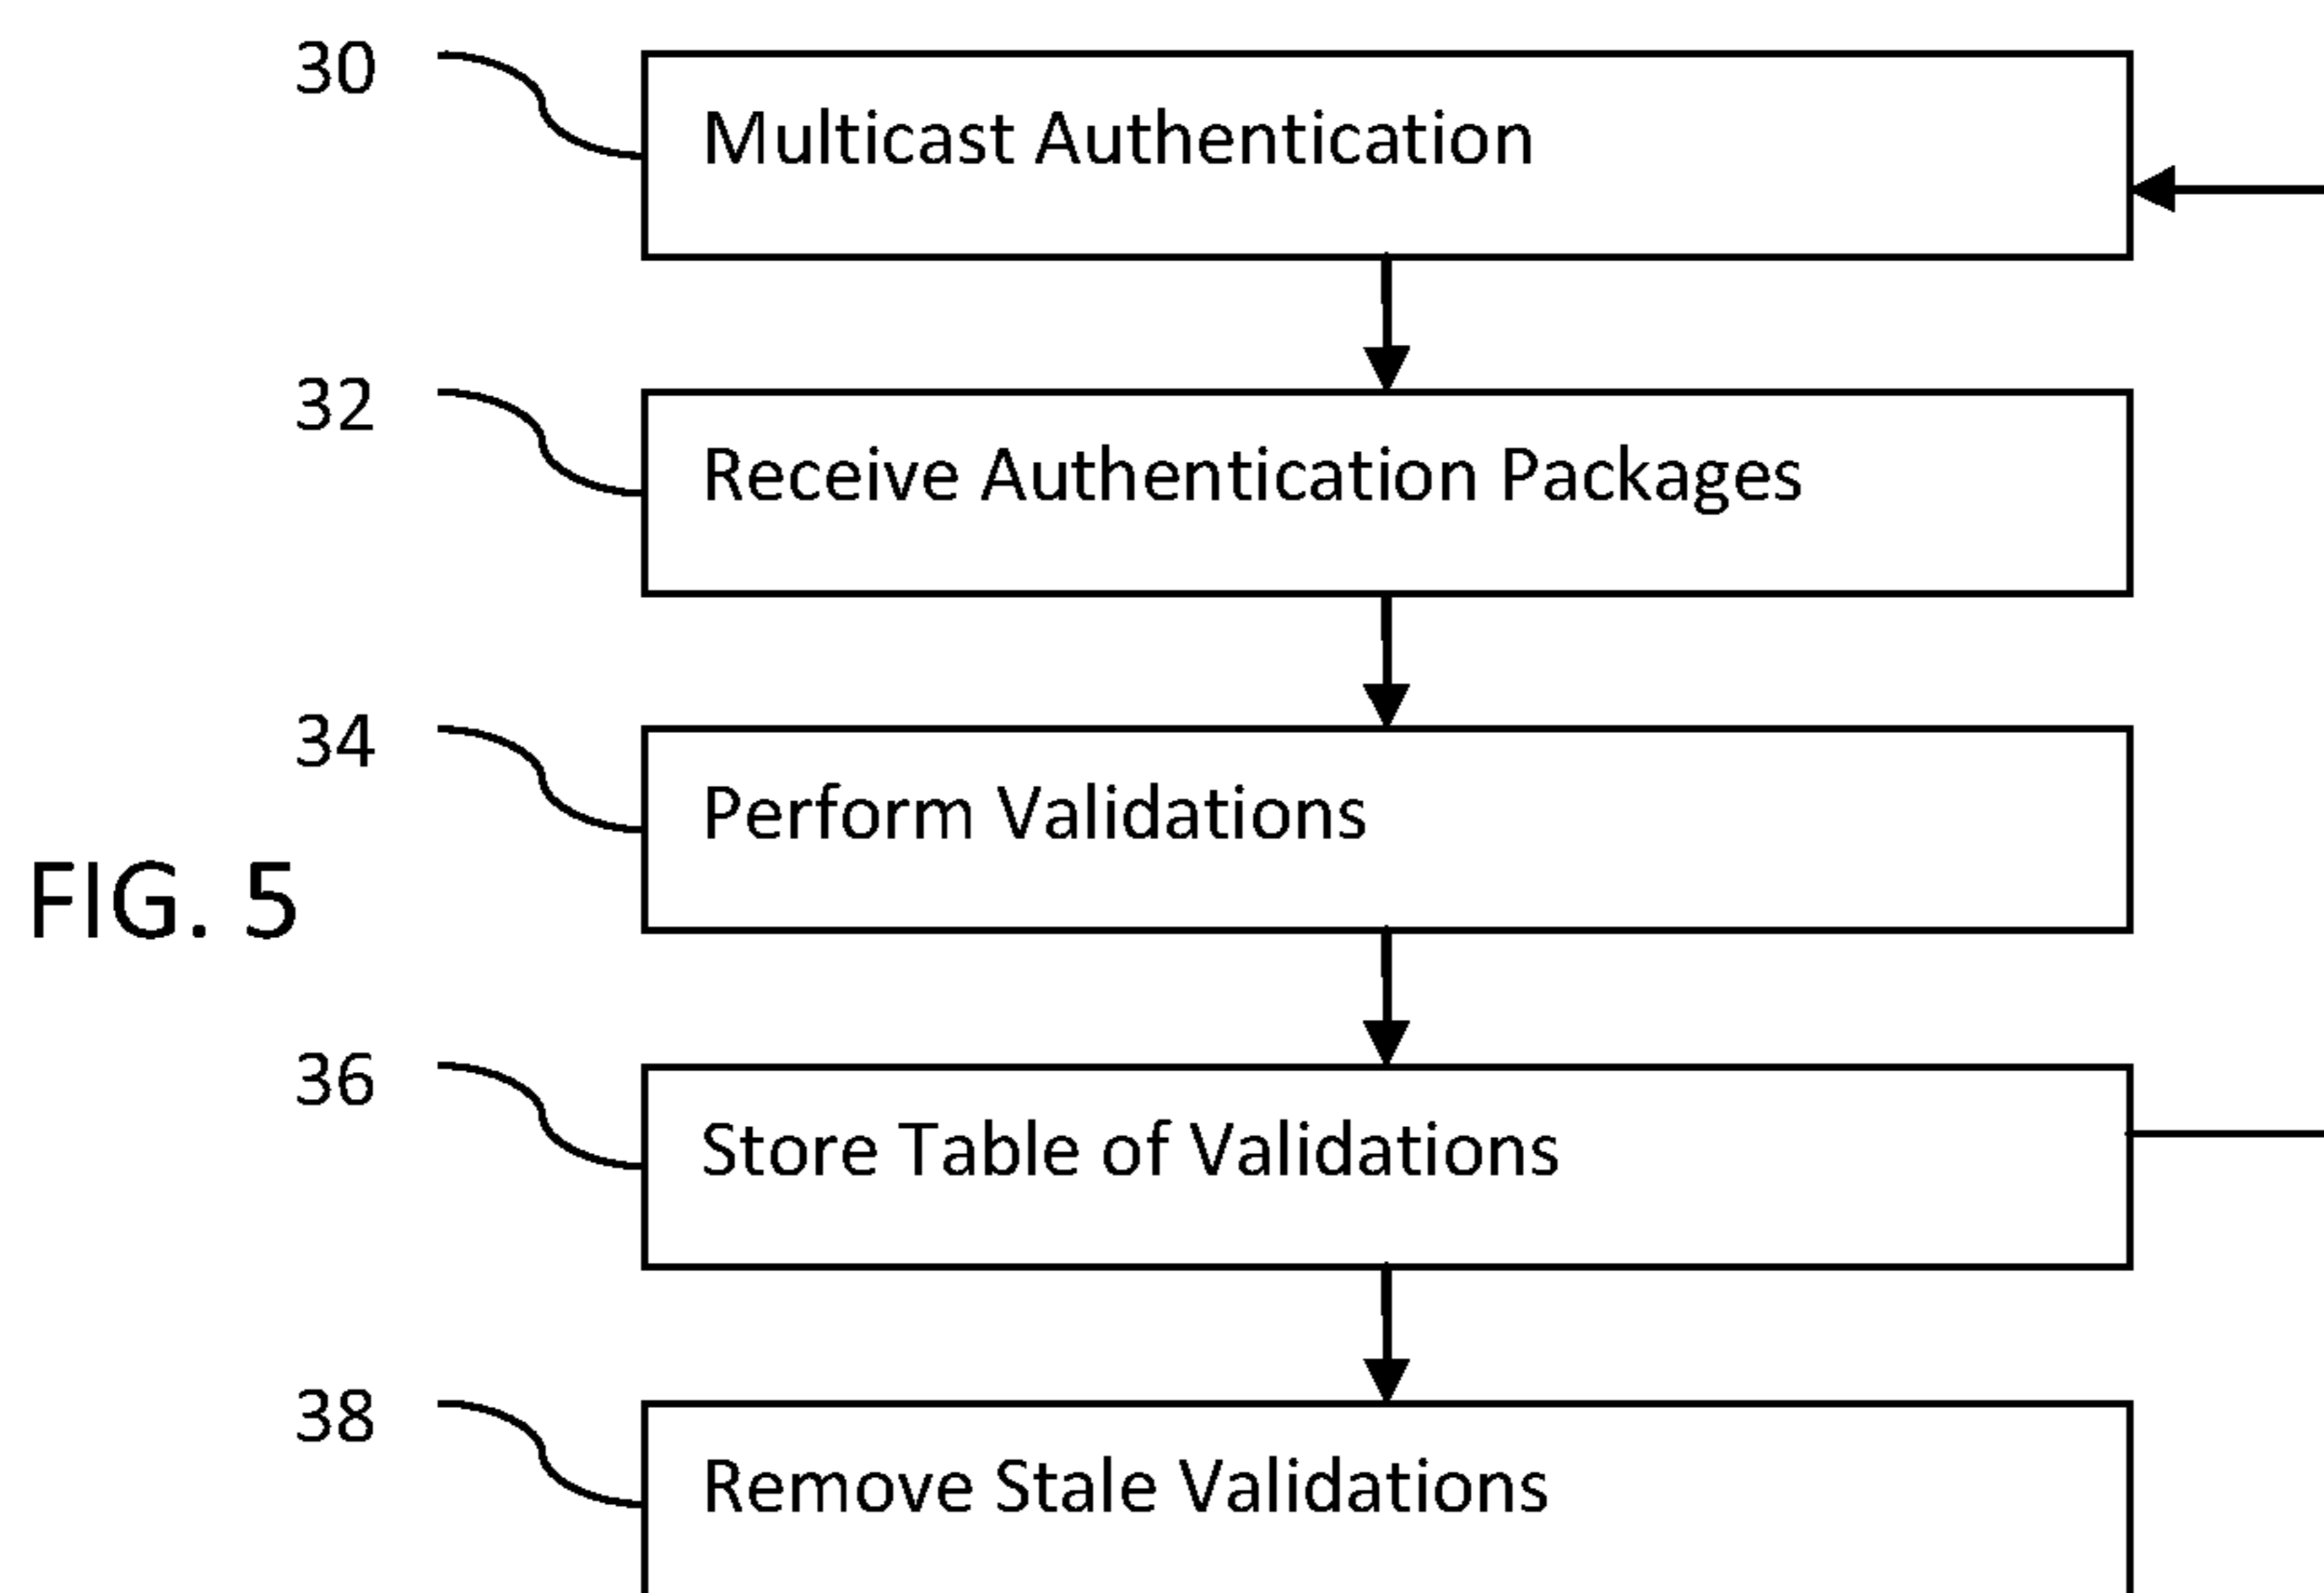 30
Multicast Authentication
32
Receive Authentication Packages
34
Perform Validations
FIG. 5
36
Store Table of Validations
38
Remove Stale Validations